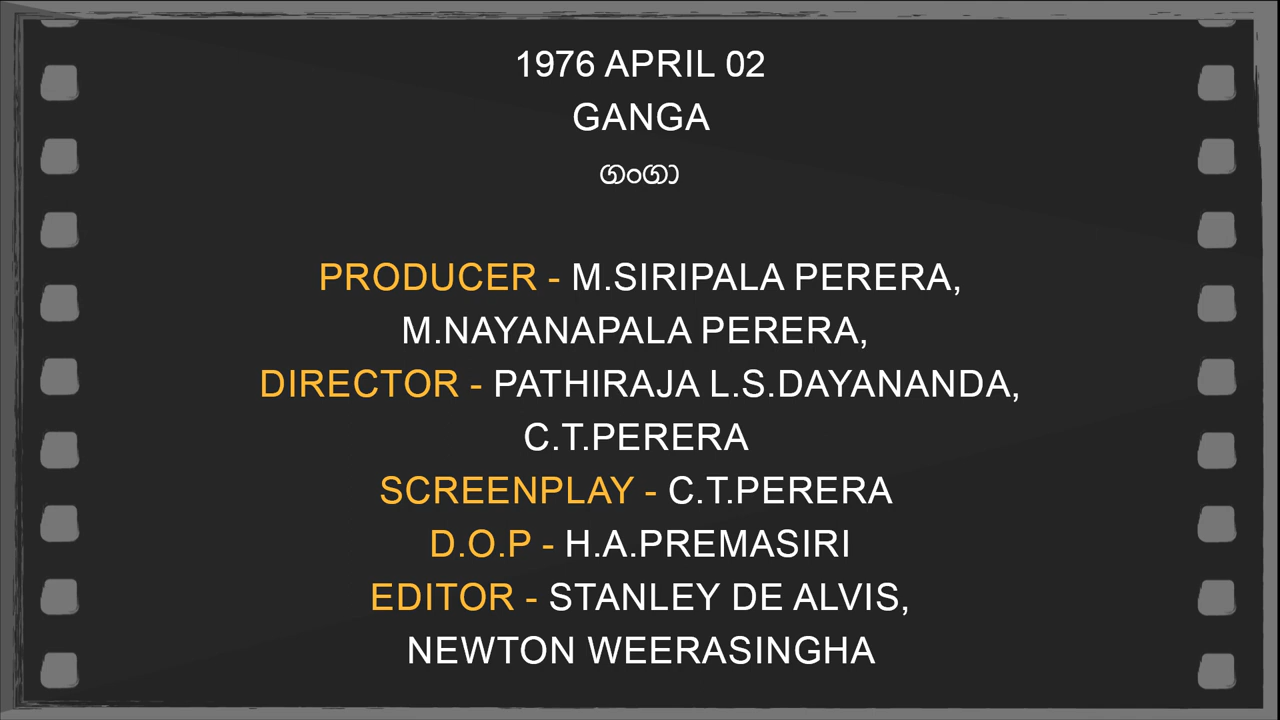 1976 APRIL 02
GANGA
ගංගා
PRODUCER - M.SIRIPALA PERERA,
M.NAYANAPALA PERERA,
DIRECTOR - PATHIRAJA L.S.DAYANANDA,
C.T.PERERA
SCREENPLAY - C.T.PERERA
D.O.P - H.A.PREMASIRI
EDITOR - STANLEY DE ALVIS,
NEWTON WEERASINGHA